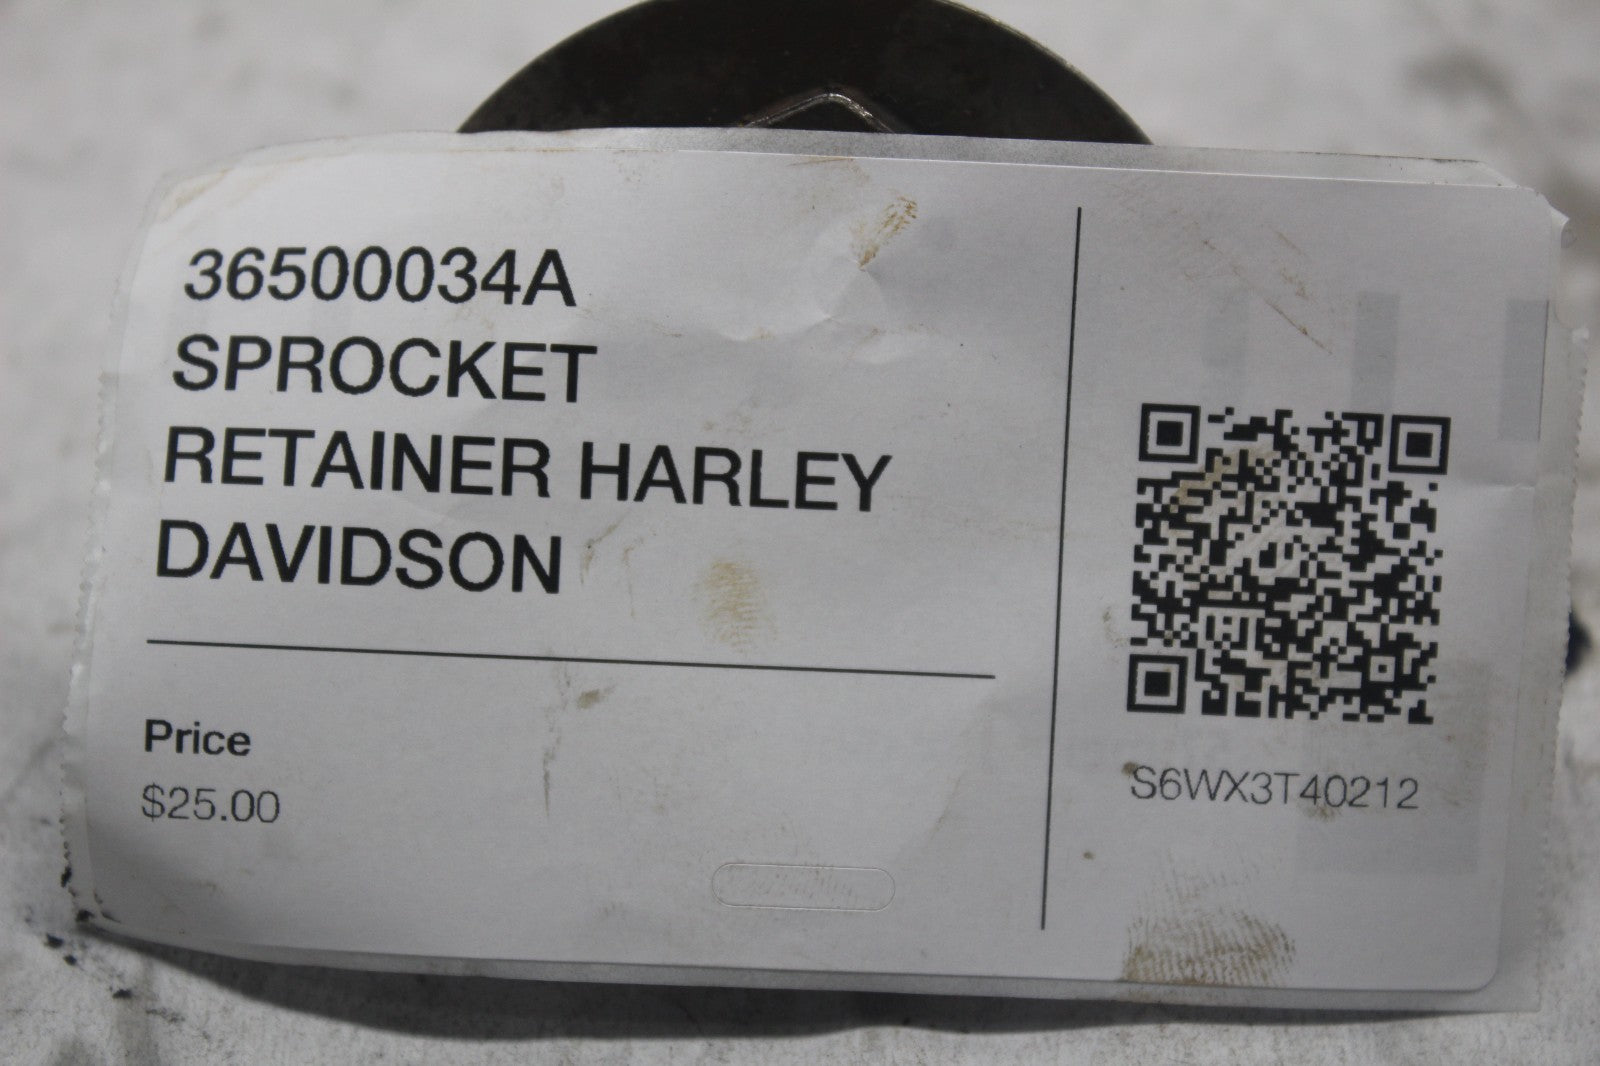 36500034A
SPROCKET
RETAINER HARLEY
DAVIDSON
Price
$25.00
S6WX3T40212